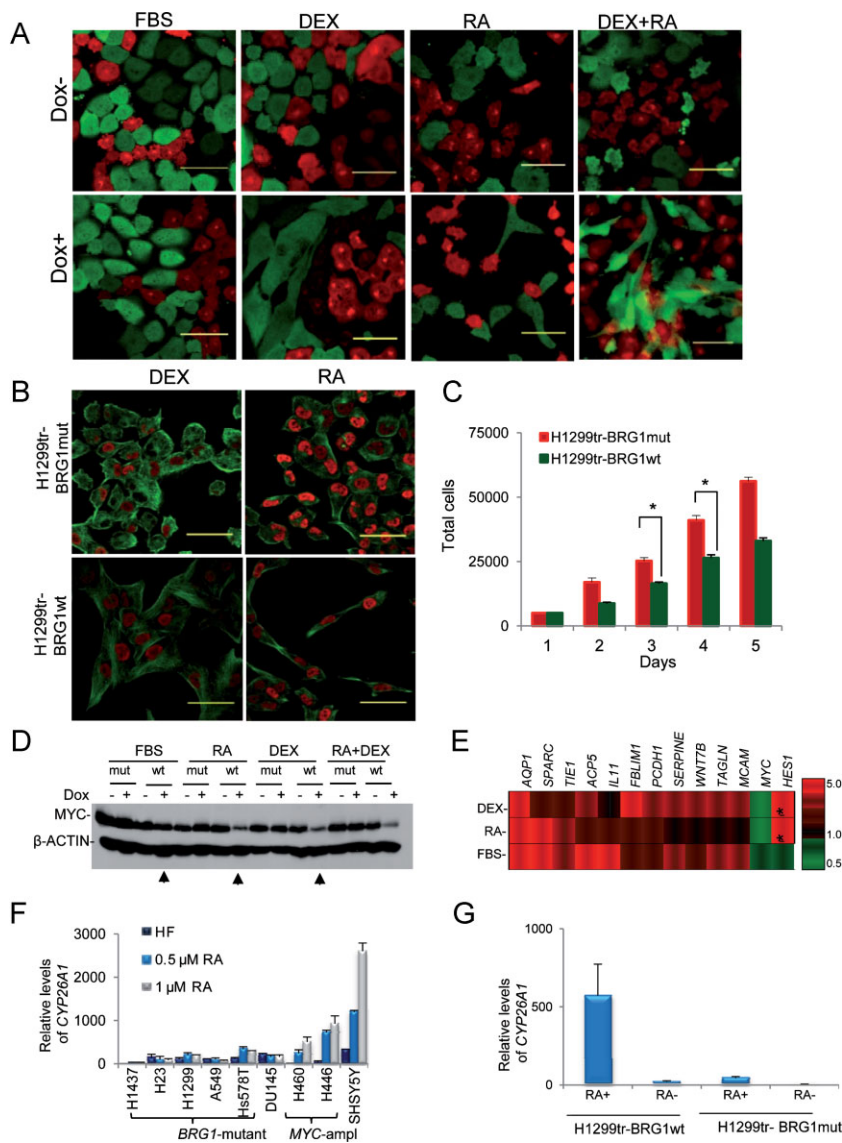 A
FBS DEX RA DEX+RA
Dox-
Dox+
B
DEX RA
H1299tr-
BRG1mut
H1299tr-
BRG1wt
C
75000
50000
25000
0
Total cells
H1299tr-BRG1mut
H1299tr-BRG1wt
* *
1 2 3 4 5
Days
D
FBS RA DEX RA+DEX
mut wt mut wt mut wt mut wt
Dox
- + - + - + - + - + - + - + - +
MYC-
β-ACTIN-
E
AQP1 SPARC TIE1 ACP5 IL11 FBLIM1 PCDH1 SERPINE WNT7B TAGLN MCAM MYC HES1
DEX-
RA-
FBS-
* *
5.0
1.0
0.5
F
3000
2000
1000
0
Relative levels
of CYP26A1
HF
0.5 µM RA
1 µM RA
H1437 H23 H1299 A549 Hs578T DU145 H460 H446 SHSY5Y
BRG1-mutant MYC-ampl
G
1000
500
0
Relative levels
of CYP26A1
RA+ RA- RA+ RA-
H1299tr-BRG1wt H1299tr- BRG1mut